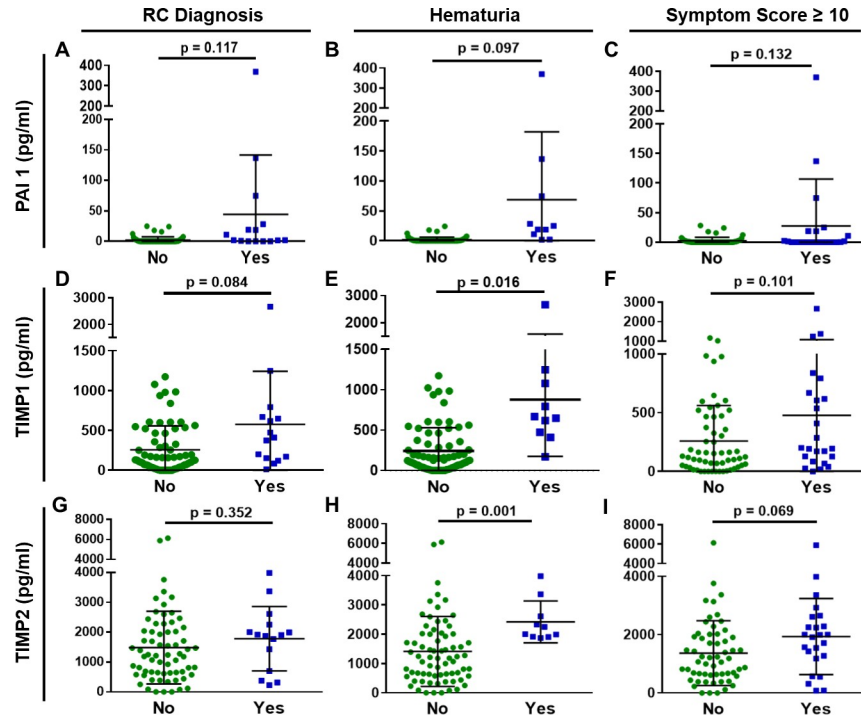 RC Diagnosis
Hematuria
Symptom Score ≥ 10
PAI 1 (pg/ml)
A
p = 0.117
400
300
200
200
150
100
50
0
No
Yes
B
p = 0.097
400
300
200
200
150
100
50
0
No
Yes
C
p = 0.132
400
300
200
200
150
100
50
0
No
Yes
TIMP1 (pg/ml)
D
p = 0.084
3000
2000
1500
1000
500
0
No
Yes
E
p = 0.016
3000
2000
1500
1000
500
0
No
Yes
F
p = 0.101
3000
2000
1000
1000
500
0
No
Yes
TIMP2 (pg/ml)
G
p = 0.352
8000
6000
4000
4000
3000
2000
1000
0
No
Yes
H
p = 0.001
8000
6000
4000
4000
3000
2000
1000
0
No
Yes
I
p = 0.069
8000
6000
4000
4000
2000
0
No
Yes